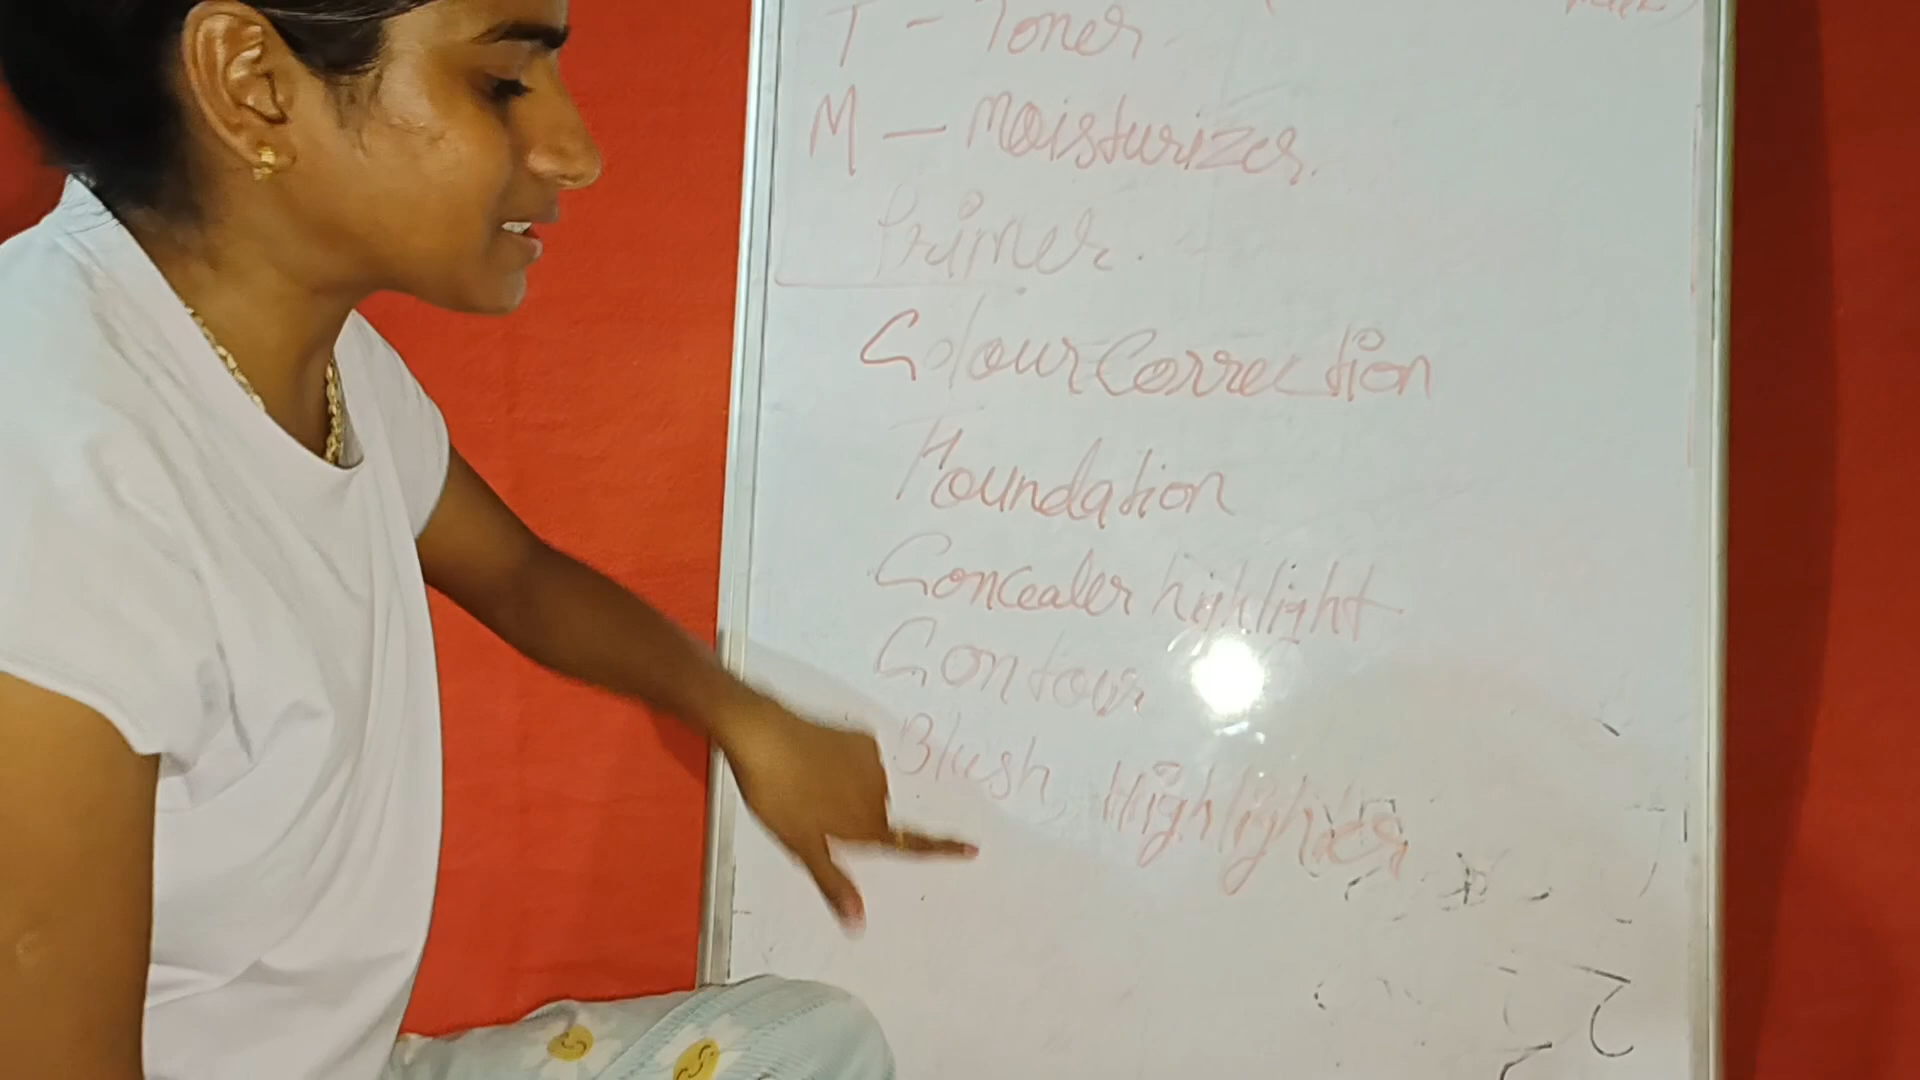 T - Toner
M - Moisturizer.
Primer.
Colour Correction
Foundation
Concealer highlight
Contour
Blush, Highlighter